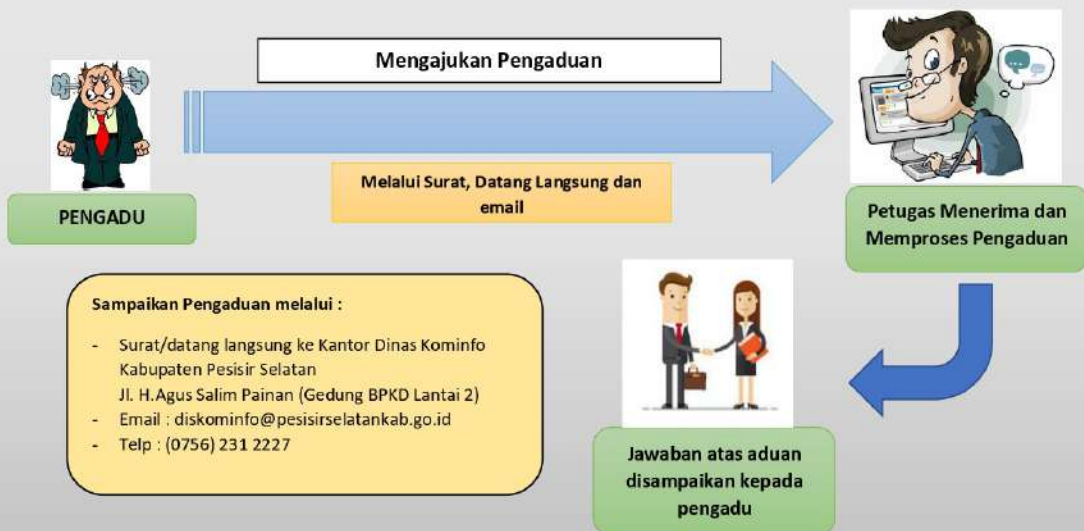 Mengajukan Pengaduan
Melalui Surat, Datang Langsung dan
email
PENGADU
Petugas Menerima dan
Memproses Pengaduan
Sampaikan Pengaduan melalui :
- Surat/datang langsung ke Kantor Dinas Kominfo
Kabupaten Pesisir Selatan
Jl. H.Agus Salim Painan (Gedung BPKD Lantai 2)
- Email : diskominfo@pesisirselatankab.go.id
- Telp : (0756) 231 2227
Jawaban atas aduan
disampaikan kepada
pengadu